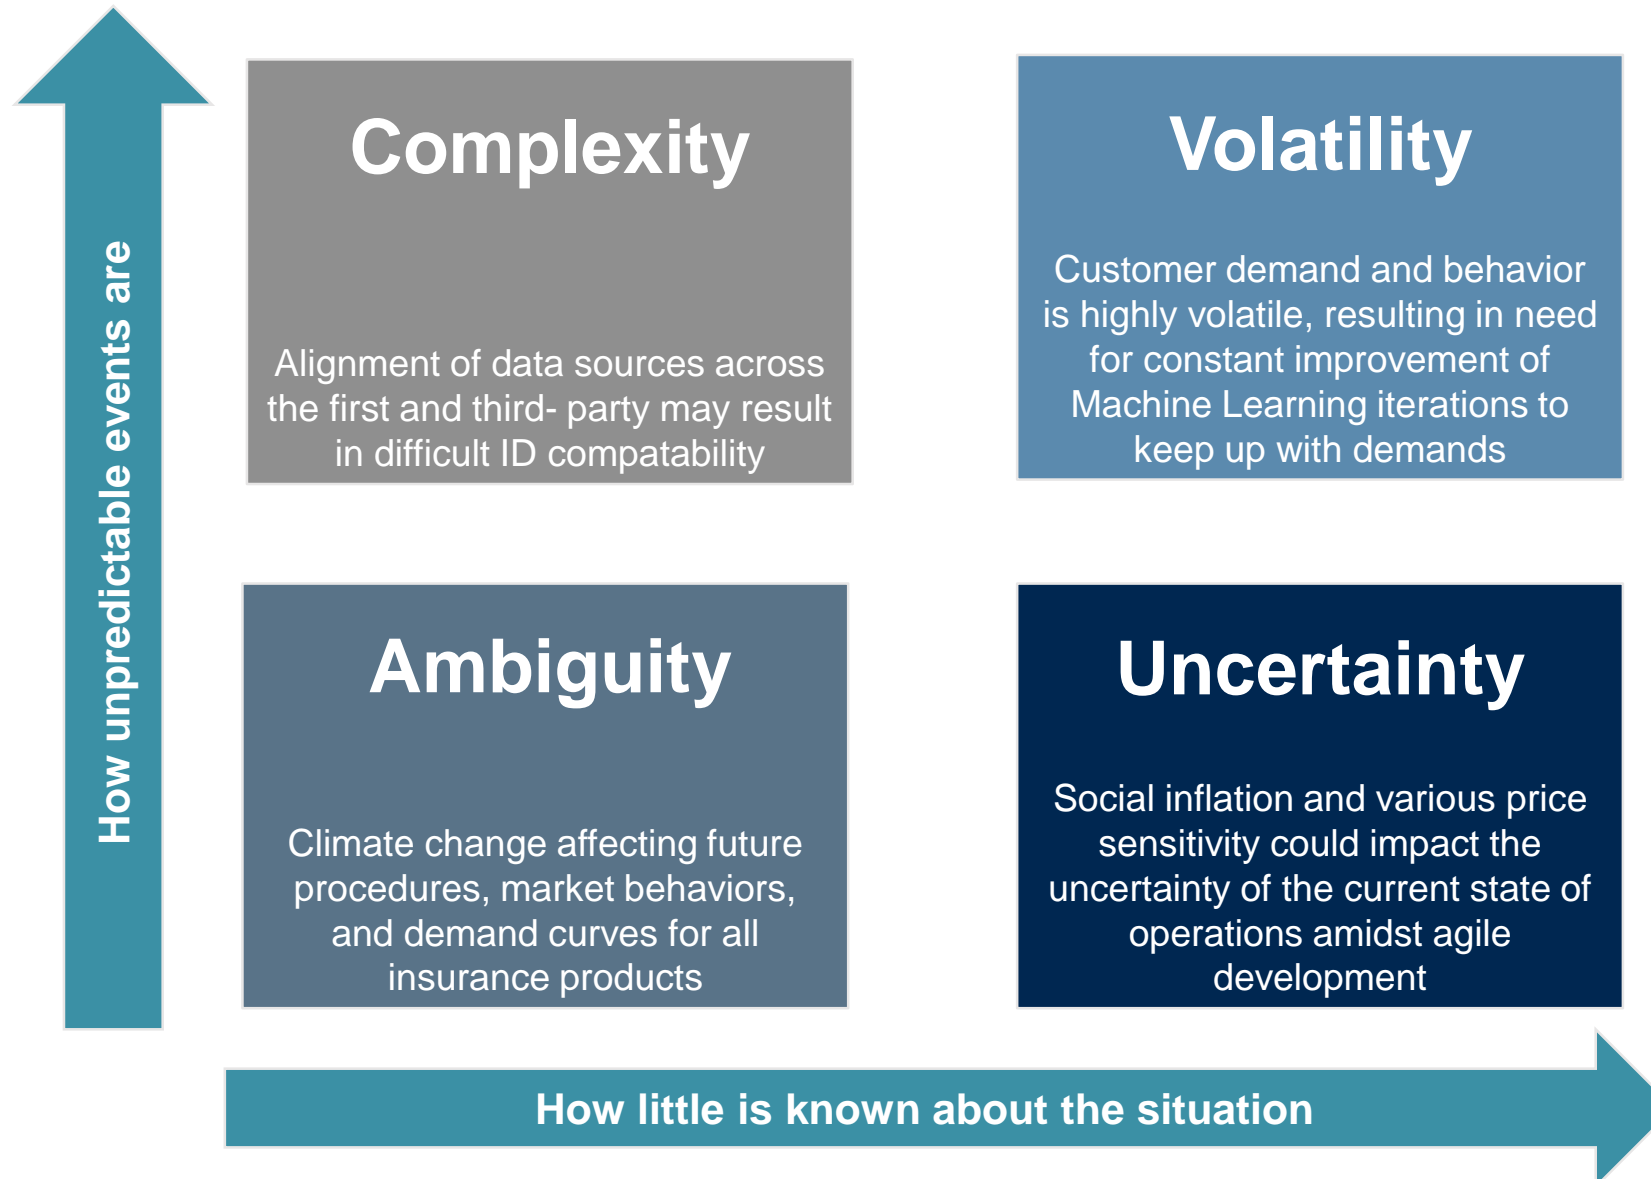 How unpredictable events are
Complexity
Alignment of data sources across
the first and third- party may result
in difficult ID compatability
Volatility
Customer demand and behavior
is highly volatile, resulting in need
for constant improvement of
Machine Learning iterations to
keep up with demands
Ambiguity
Climate change affecting future
procedures, market behaviors,
and demand curves for all
insurance products
Uncertainty
Social inflation and various price
sensitivity could impact the
uncertainty of the current state of
operations amidst agile
development
How little is known about the situation